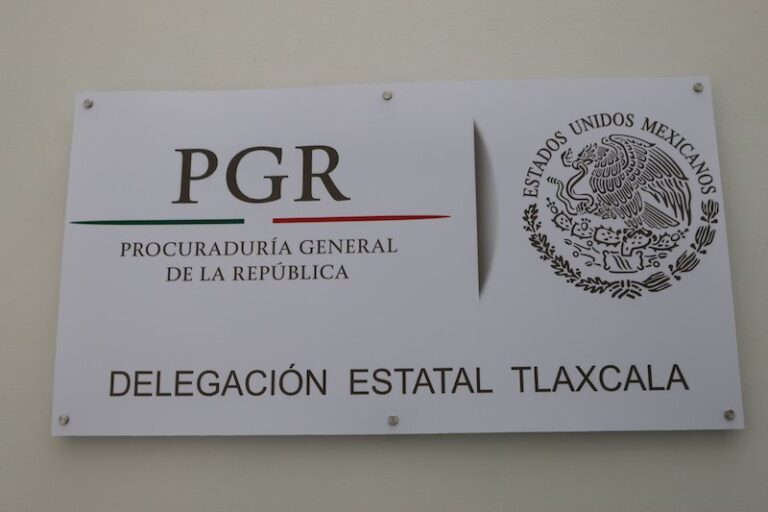 PGR
PROCURADURÍA GENERAL
DE LA REPÚBLICA
ESTADOS UNIDOS MEXICANOS
DELEGACIÓN ESTATAL TLAXCALA